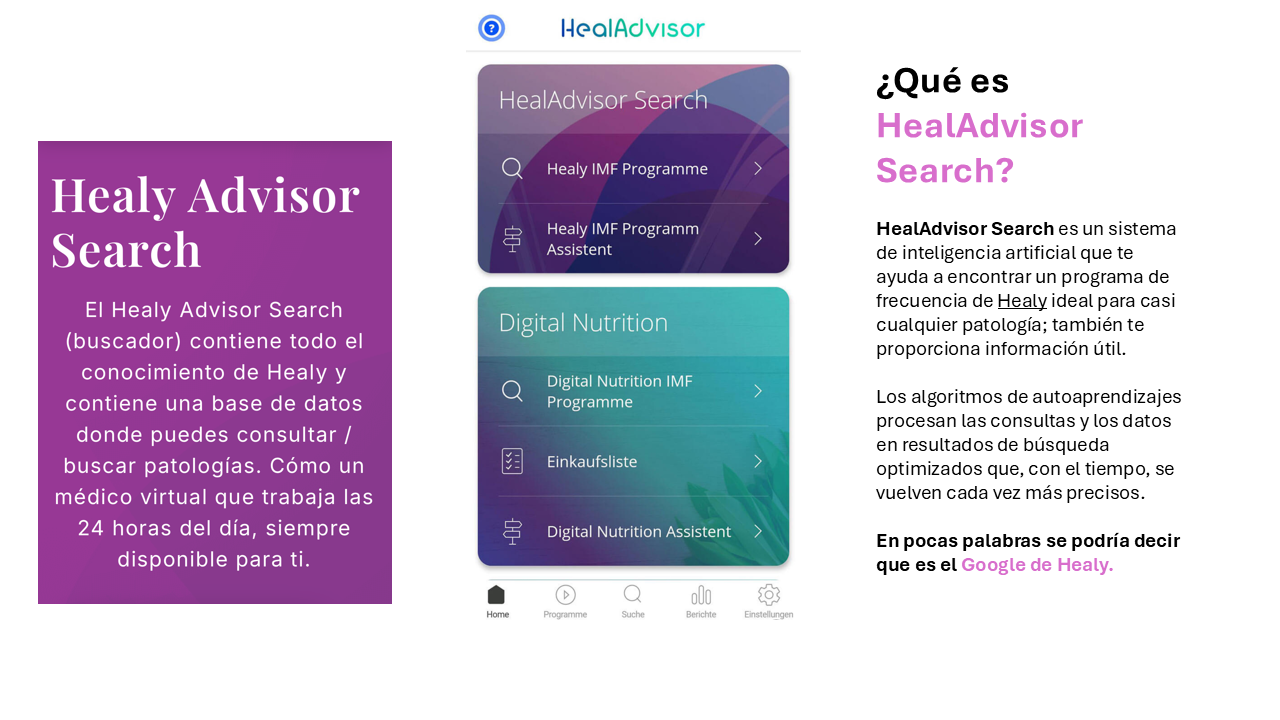 Healy Advisor
Search
El Healy Advisor Search
(buscador) contiene todo el
conocimiento de Healy y
contiene una base de datos
donde puedes consultar /
buscar patologías. Cómo un
médico virtual que trabaja las
24 horas del día, siempre
disponible para ti.
?
HealAdvisor
HealAdvisor Search
Healy IMF Programme
Healy IMF Programm
Assistent
Digital Nutrition
Digital Nutrition IMF
Programme
Einkaufsliste
Digital Nutrition Assistent
Home Programme Suche Berichte Einstellungen
¿Qué es
HealAdvisor
Search?
HealAdvisor Search es un sistema
de inteligencia artificial que te
ayuda a encontrar un programa de
frecuencia de Healy ideal para casi
cualquier patología; también te
proporciona información útil.
Los algoritmos de autoaprendizajes
procesan las consultas y los datos
en resultados de búsqueda
optimizados que, con el tiempo, se
vuelven cada vez más precisos.
En pocas palabras se podría decir
que es el Google de Healy.